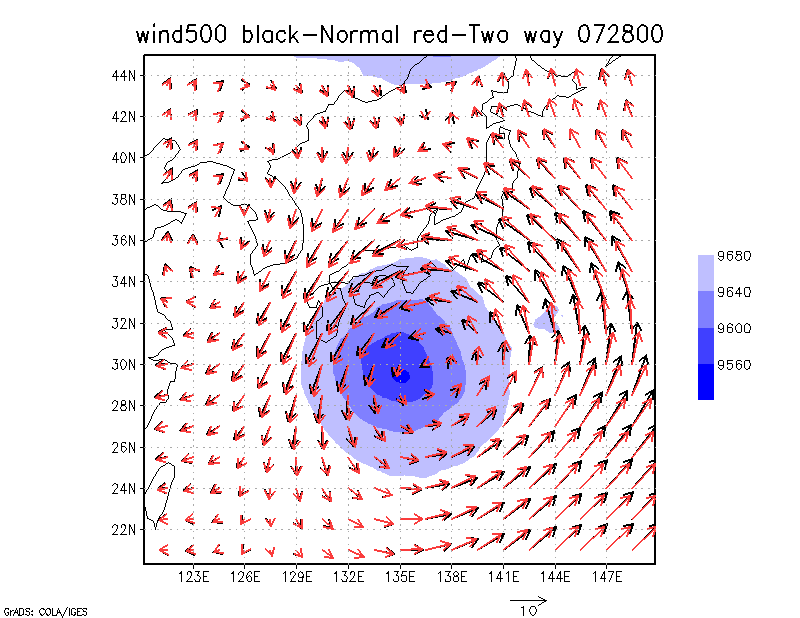 wind500 black-Normal red-Two way 072800
44N
42N
40N
38N
36N
34N
32N
30N
28N
26N
24N
22N
123E 126E 129E 132E 135E 138E 141E 144E 147E
9680
9640
9600
9560
10
GrADS: COLA/IGES